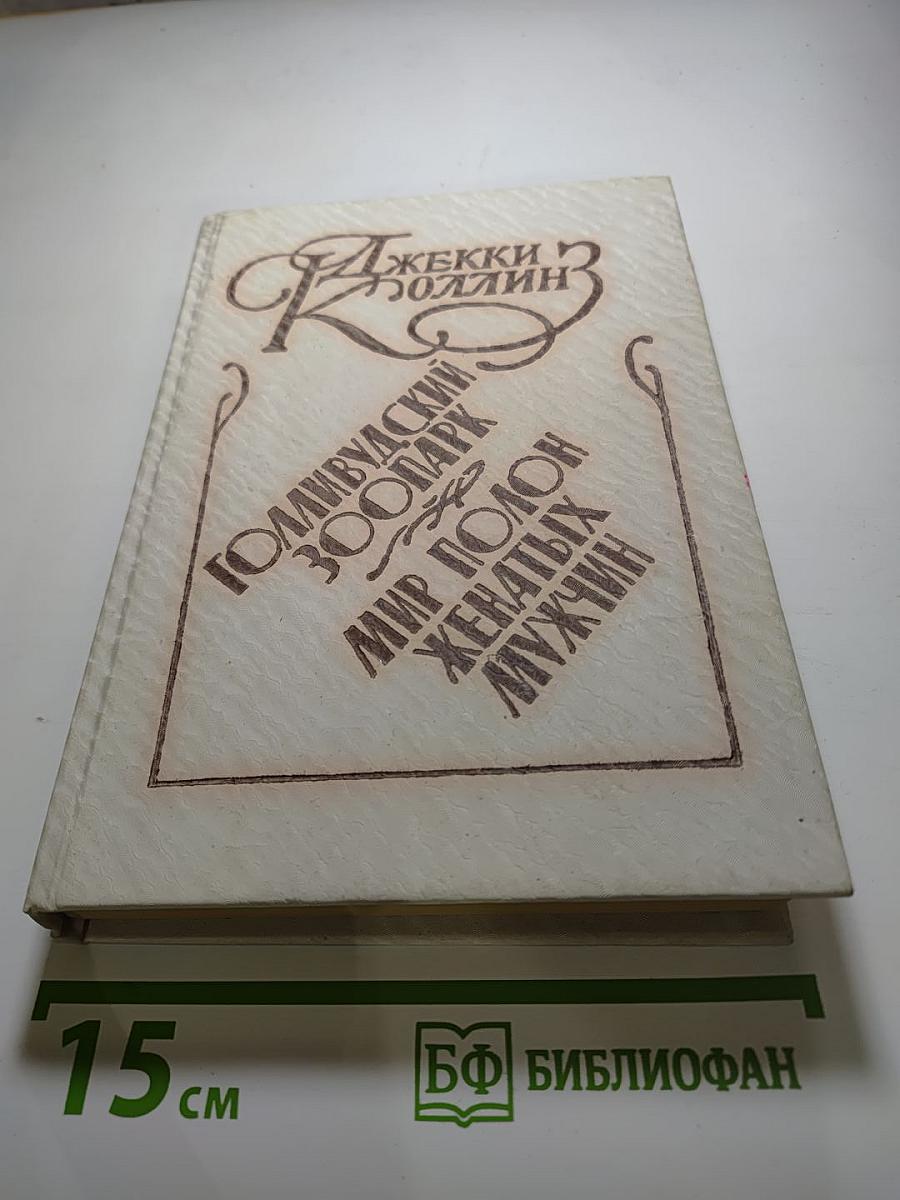 ДЖЕККИ
КОЛЛИНЗ
ГОЛЛИВУДСКИЙ
ЗООПАРК
МИР ПОЛОН
ЖЕНАТЫХ
МУЖЧИН
15 см
БФ БИБЛИОФАН